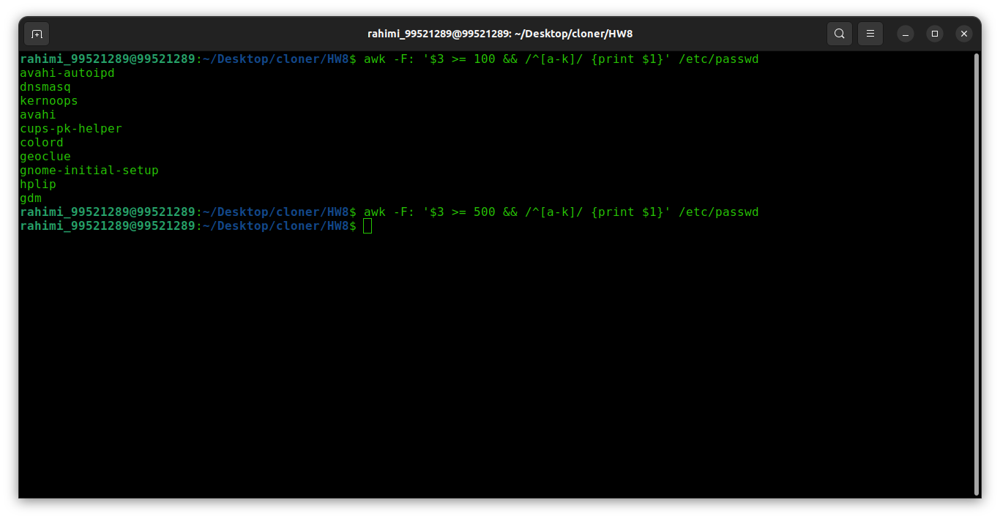 rahimi_99521289@99521289: ~/Desktop/cloner/HW8
rahimi_99521289@99521289:~/Desktop/cloner/HW8$ awk -F: '$3 >= 100 && /^[a-k]/ {print $1}' /etc/passwd
avahi-autoipd
dnsmasq
kernoops
avahi
cups-pk-helper
colord
geoclue
gnome-initial-setup
hplip
gdm
rahimi_99521289@99521289:~/Desktop/cloner/HW8$ awk -F: '$3 >= 500 && /^[a-k]/ {print $1}' /etc/passwd
rahimi_99521289@99521289:~/Desktop/cloner/HW8$